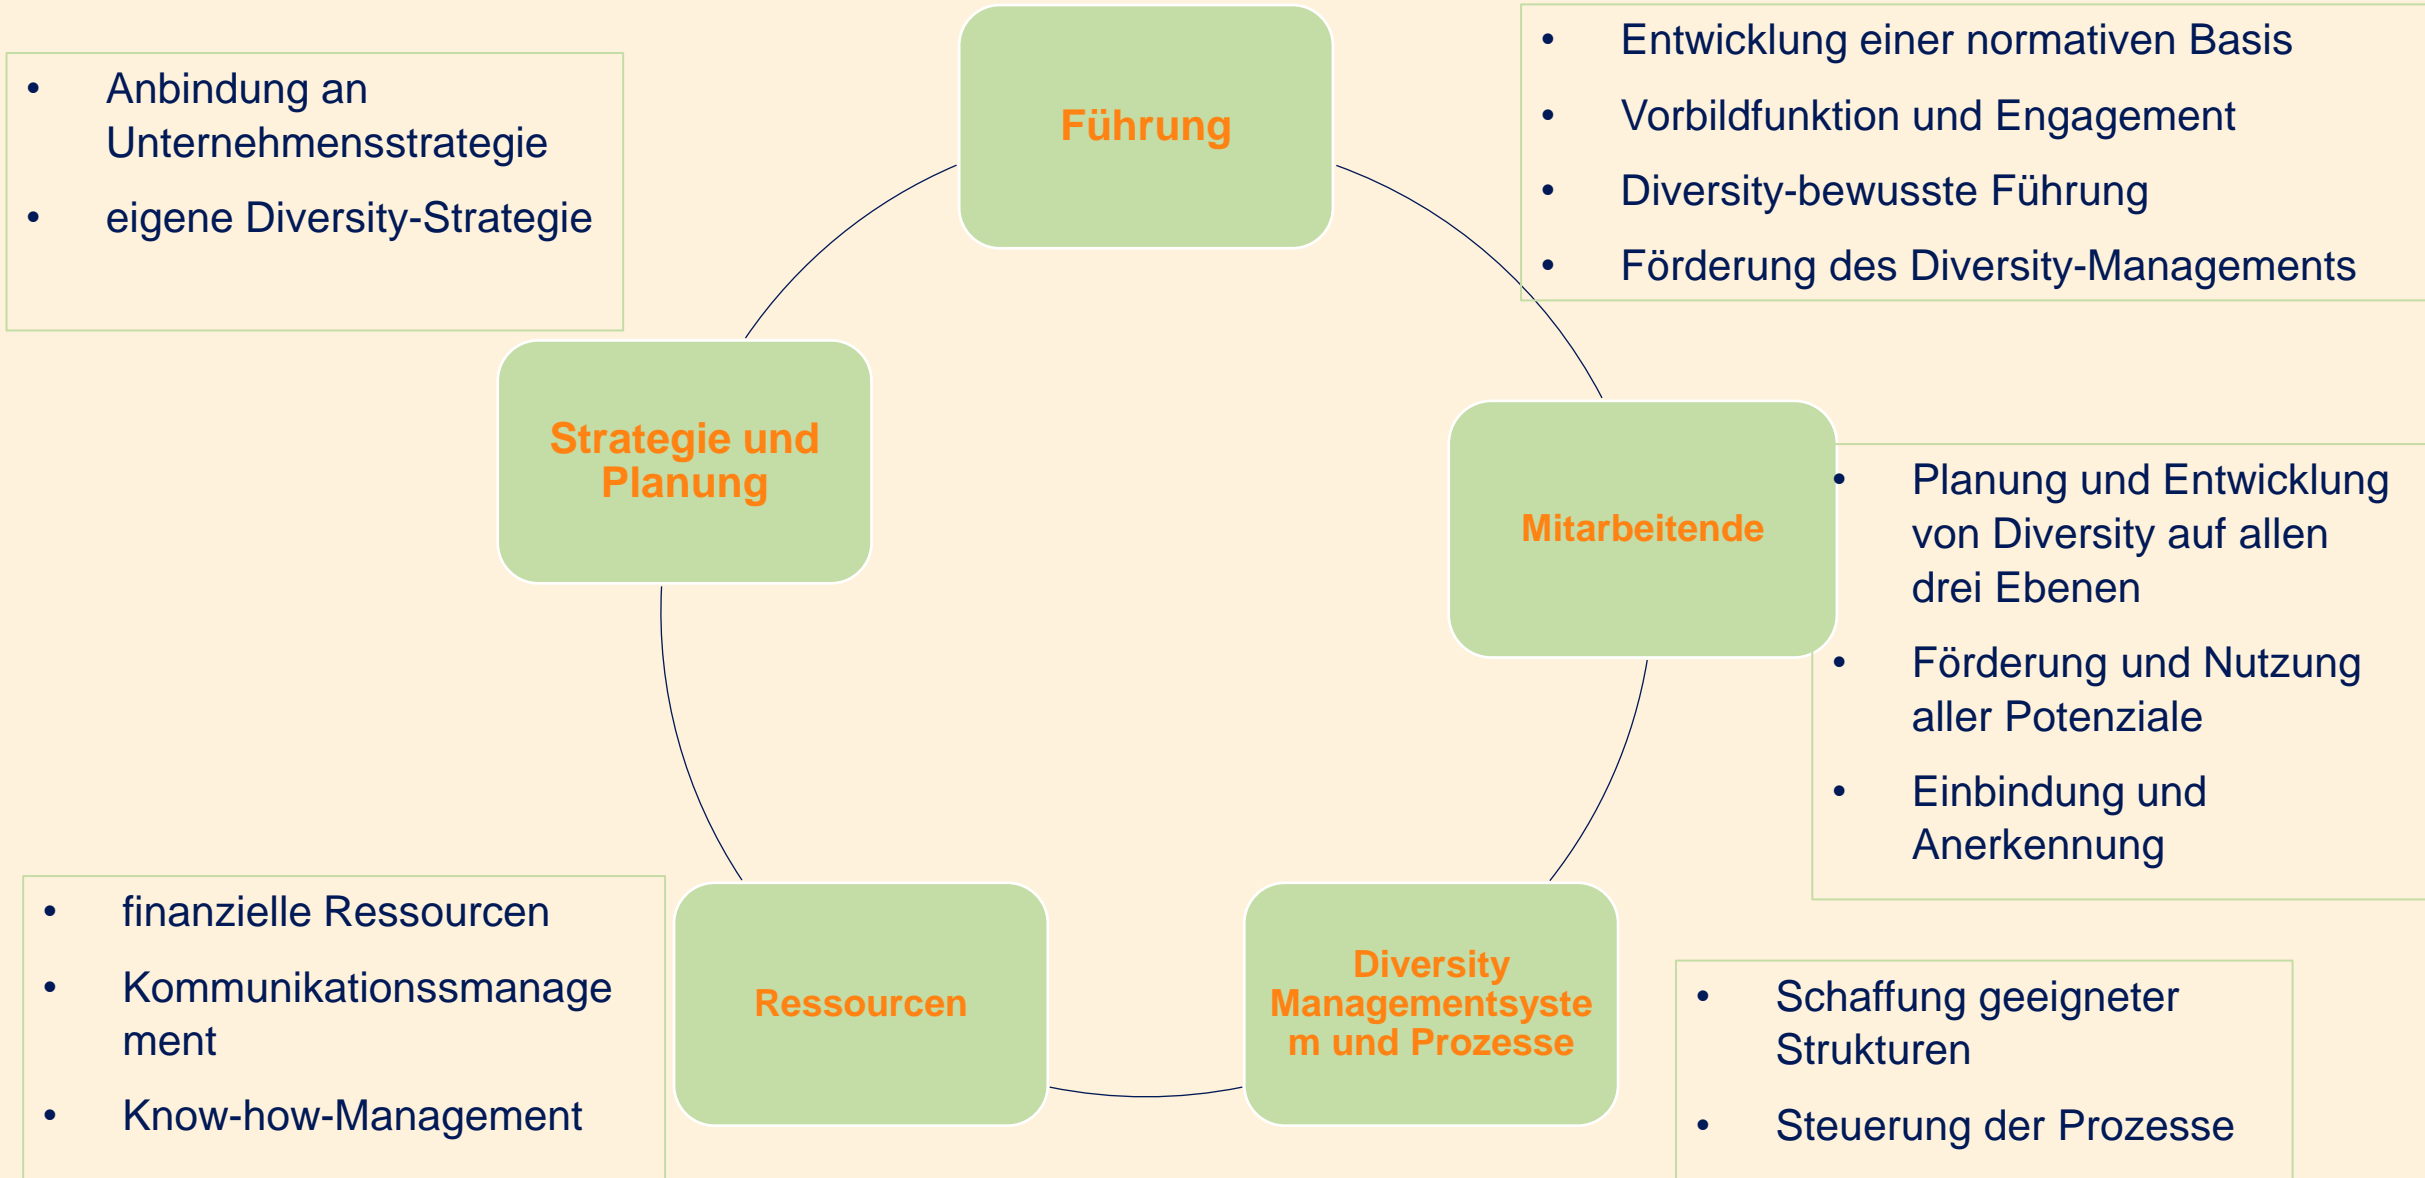 Führung
• Entwicklung einer normativen Basis
• Vorbildfunktion und Engagement
• Diversity-bewusste Führung
• Förderung des Diversity-Managements
• Anbindung an
Unternehmensstrategie
• eigene Diversity-Strategie
Strategie und
Planung
Mitarbeitende
• Planung und Entwicklung
von Diversity auf allen
drei Ebenen
• Förderung und Nutzung
aller Potenziale
• Einbindung und
Anerkennung
• finanzielle Ressourcen
• Kommunikationssmanage
ment
• Know-how-Management
Ressourcen
Diversity
Managementsyste
m und Prozesse
• Schaffung geeigneter
Strukturen
• Steuerung der Prozesse